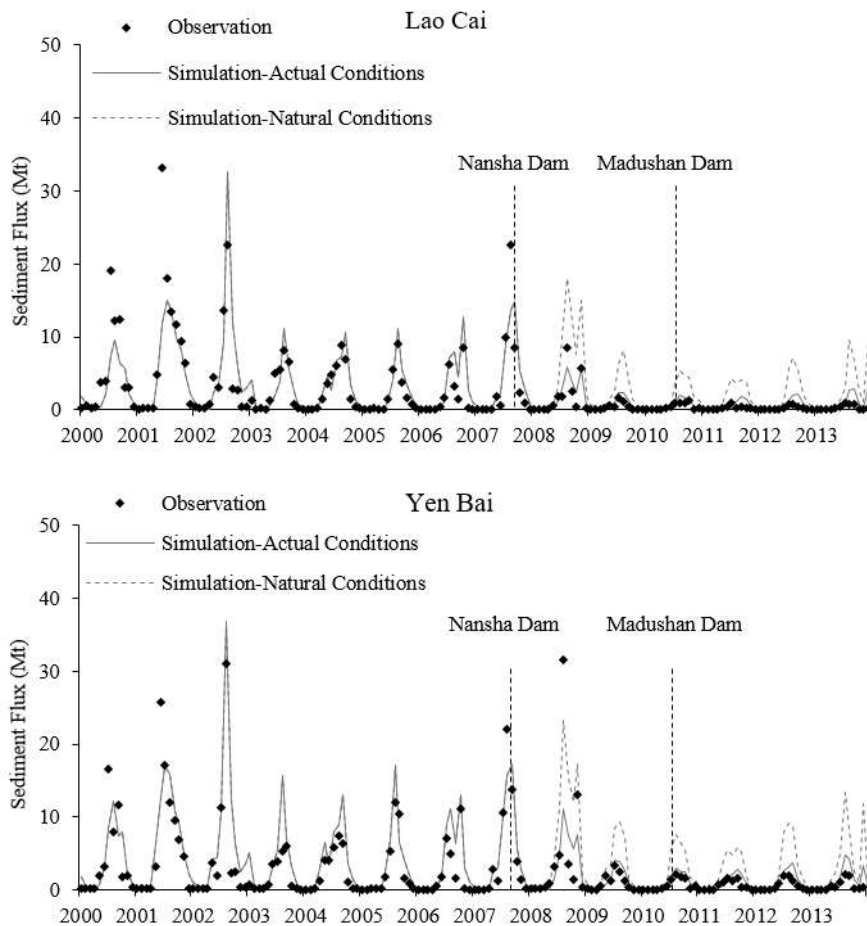 Lao Cai
Observation
Simulation-Actual Conditions
Simulation-Natural Conditions
Nansha Dam
Madushan Dam
Sediment Flux (Mt)
50
40
30
20
10
0
2000 2001 2002 2003 2004 2005 2006 2007 2008 2009 2010 2011 2012 2013
Yen Bai
Observation
Simulation-Actual Conditions
Simulation-Natural Conditions
Nansha Dam
Madushan Dam
Sediment Flux (Mt)
50
40
30
20
10
0
2000 2001 2002 2003 2004 2005 2006 2007 2008 2009 2010 2011 2012 2013